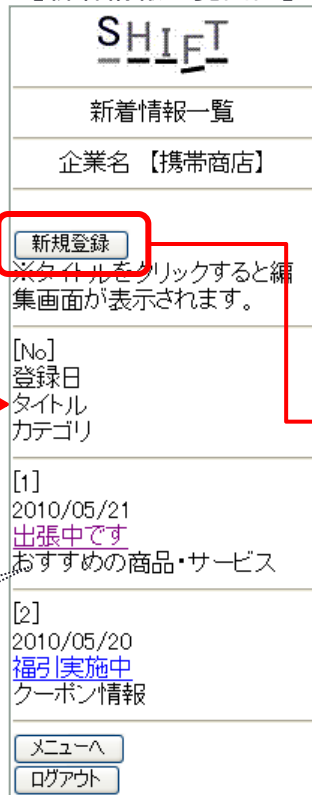 SHIFT
新着情報一覧
企業名 【携帯商店】
新規登録
※タイトルをクリックすると編
集画面が表示されます。
[No]
登録日
タイトル
カテゴリ
[1]
2010/05/21
出張中です
おすすめの商品・サービス
[2]
2010/05/20
福引実施中
クーポン情報
メニューへ
ログアウト